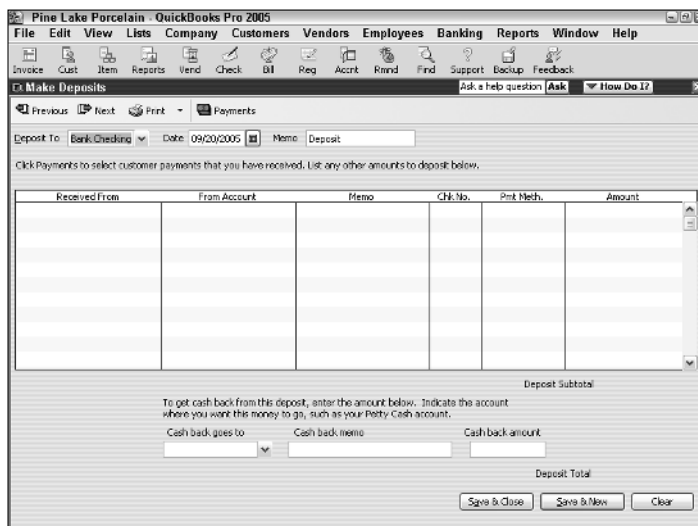 Pine Lake Porcelain - QuickBooks Pro 2005
File Edit View Lists Company Customers Vendors Employees Banking Reports Window Help
Invoice Cust Item Reports Vend Check Bill Reg Accnt Rmnd Find Support Backup Feedback
Make Deposits Ask a help question Ask How Do I?
Previous Next Print Payments
Deposit To Bank Checking Date 09/20/2005 Memo Deposit
Click Payments to select customer payments that you have received. List any other amounts to deposit below.
Received From From Account Memo Chk No. Pmt Meth. Amount
Deposit Subtotal
To get cash back from this deposit, enter the amount below. Indicate the account
where you want this money to go, such as your Petty Cash account.
Cash back goes to Cash back memo Cash back amount
Deposit Total
Save & Close Save & New Clear